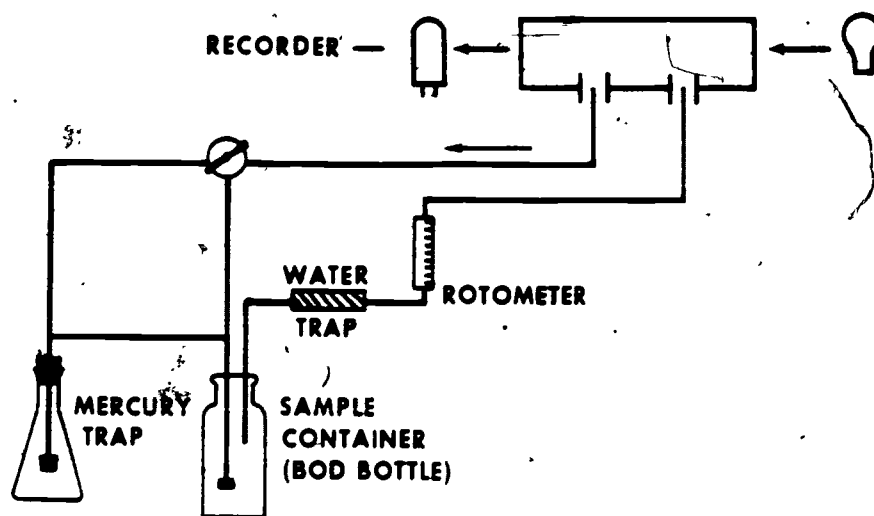 RECORDER
WATER
TRAP
ROTOMETER
MERCURY
TRAP
SAMPLE
CONTAINER
(BOD BOTTLE)